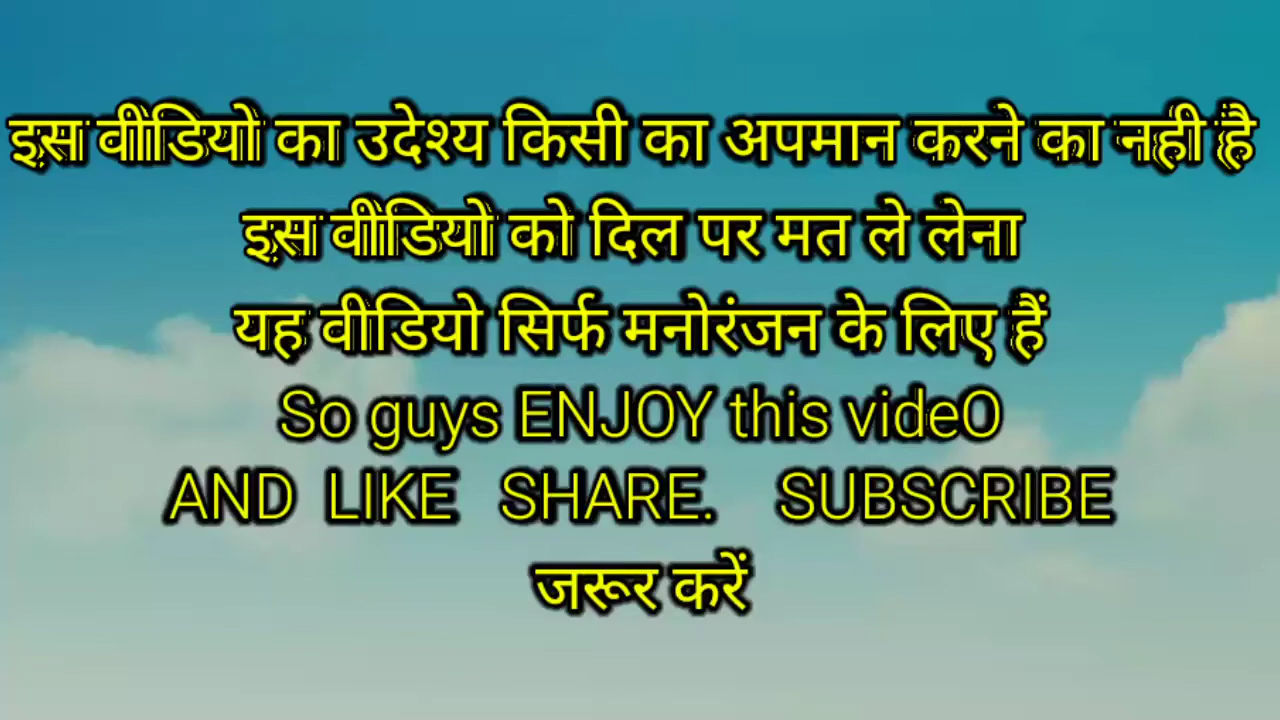 इस वीडियो का उदेश्य किसी का अपमान करने का नही है
इस वीडियो को दिल पर मत ले लेना
यह वीडियो सिर्फ मनोरंजन के लिए हैं
So guys ENJOY this videO
AND LIKE SHARE. SUBSCRIBE
जरूर करें